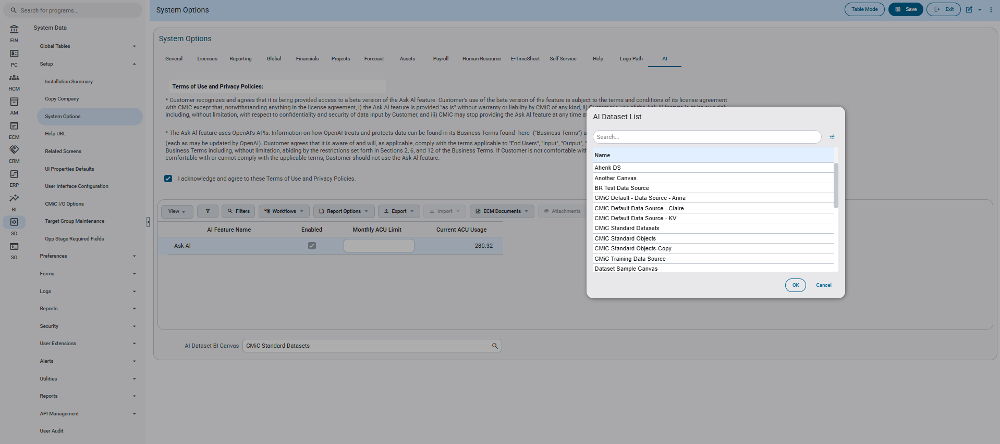 Search for programs...
FIN
PC
HCM
AM
ECM
CRM
ERP
BI
SD
SO
System Data
Global Tables
Setup
Installation Summary
Copy Company
System Options
Help URL
Related Screens
UI Properties Defaults
User Interface Configuration
CMiC I/O Options
Target Group Maintenance
Opp Stage Required Fields
Preferences
Forms
Logs
Reports
Security
User Extensions
Alerts
Utilities
Reports
API Management
User Audit
System Options
Table Mode
Save
Exit
System Options
General Licenses Reporting Global Financials Projects Forecast Assets Payroll Human Resource E-TimeSheet Self Service Help Logo Path AI
Terms of Use and Privacy Policies:
* Customer recognizes and agrees that it is being provided access to a beta version of the Ask AI feature. Customer's use of the beta version of the feature is subject to the terms and conditions of its license agreement
with CMiC except that, notwithstanding anything in the license agreement, i) the Ask AI feature is provided "as is" without warranty or liability by CMiC of any kind, ii) Customer's use of the Ask AI feature is at its own risk
including, without limitation, with respect to confidentiality and security of data input by Customer, and iii) CMiC may stop providing the Ask AI feature at any time at
* The Ask AI feature uses OpenAI's APIs. Information on how OpenAI treats and protects data can be found in its Business Terms found here ("Business Terms") a
(each as may be updated by OpenAI). Customer agrees that it is aware of and will, as applicable, comply with the terms applicable to "End Users", "Input", "Output", "
Business Terms including, without limitation, abiding by the restrictions set forth in Sections 2, 6, and 12 of the Business Terms. If Customer is not comfortable with
comfortable with or cannot comply with the applicable terms, Customer should not use the Ask AI feature.
I acknowledge and agree to these Terms of Use and Privacy Policies.
View Filters Workflows Report Options Export Import ECM Documents Attachments
AI Feature Name Enabled Monthly ACU Limit Current ACU Usage
Ask AI 280.32
AI Dataset BI Canvas CMiC Standard Datasets
AI Dataset List
Search...
Name
Ahenk DS
Another Canvas
BR Test Data Source
CMiC Default - Data Source - Anna
CMiC Default Data Source - Claire
CMiC Default Data Source - KV
CMiC Standard Datasets
CMiC Standard Objects
CMiC Standard Objects-Copy
CMiC Training Data Source
Dataset Sample Canvas
OK
Cancel